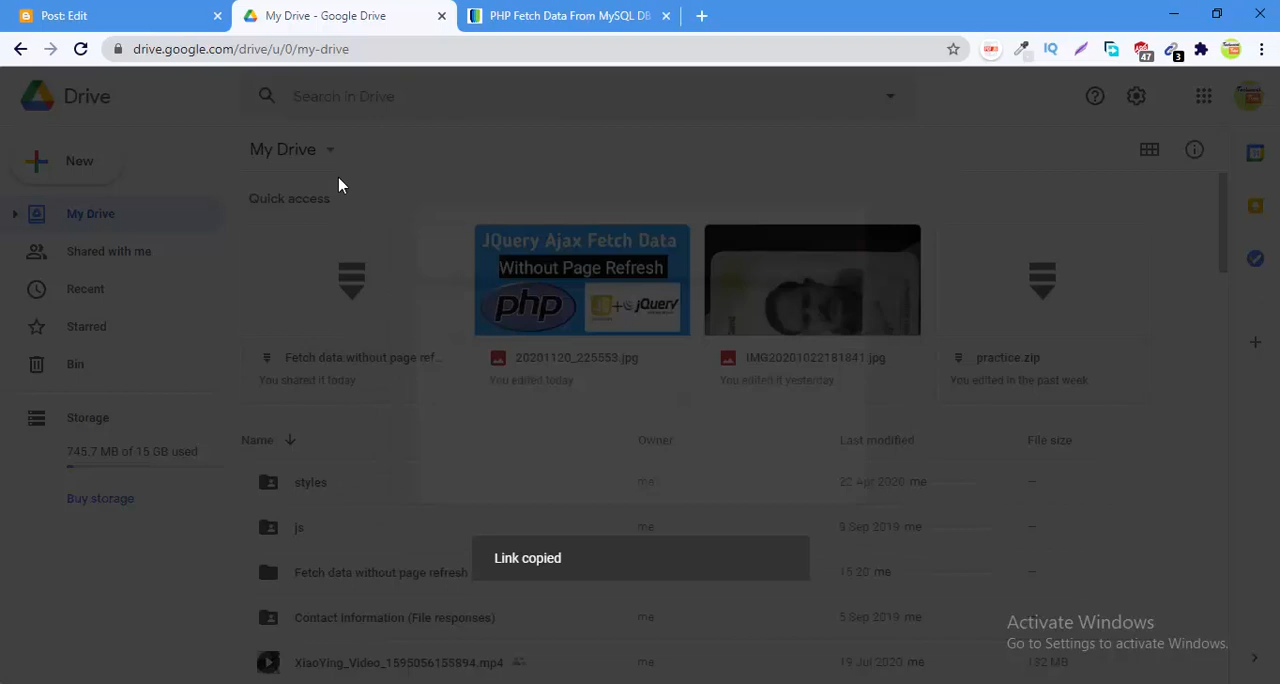 Post: Edit
My Drive - Google Drive
PHP Fetch Data From MySQL DB
drive.google.com/drive/u/0/my-drive
IQ
47
3
Drive
Search in Drive
My Drive
New
Quick access
My Drive
Shared with me
Recent
Starred
Bin
Storage
745.7 MB of 15 GB used
Buy storage
JQuery Ajax Fetch Data
Without Page Refresh
php
jQuery
Fetch data without page ref...
You shared it today
20201120_225553.jpg
You edited today
IMG20201022181841.jpg
You edited it yesterday
practice.zip
You edited in the past week
Name
Owner
Last modified
File size
styles
me
22 Apr 2020 me
—
js
me
9 Sep 2019 me
—
Link copied
Fetch data without page refresh
15:20 me
—
Contact Information (File responses)
me
5 Sep 2019 me
—
XiaoYing_Video_1595056158894.mp4
me
19 Jul 2020 me
132 MB
Activate Windows
Go to Settings to activate Windows.